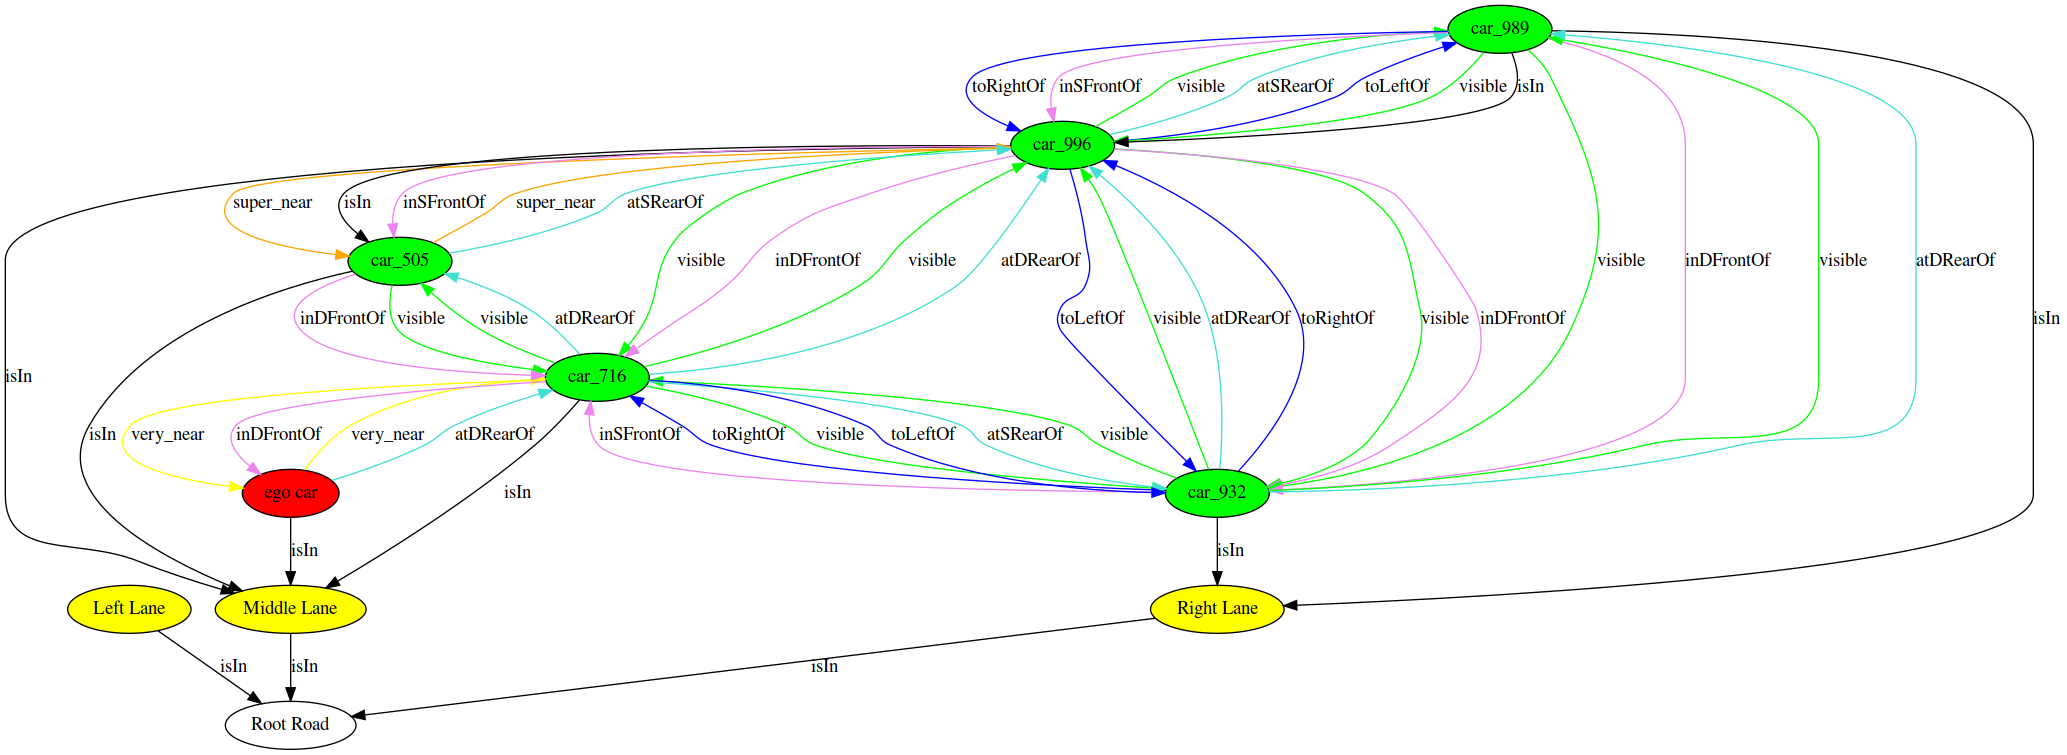 car_989
toRightOf
inSFrontOf
visible
atSRearOf
toLeftOf
visible
isIn
car_996
super_near
isIn
inSFrontOf
super_near
atSRearOf
car_505
visible
inDFrontOf
visible
atDRearOf
visible
inDFrontOf
visible
atDRearOf
inDFrontOf
visible
visible
atDRearOf
toLeftOf
visible
atDRearOf
toRightOf
visible
inDFrontOf
isIn
isIn
car_716
isIn
very_near
inDFrontOf
very_near
atDRearOf
inSFrontOf
toRightOf
visible
toLeftOf
atSRearOf
visible
ego car
isIn
car_932
isIn
isIn
Left Lane
Middle Lane
Right Lane
isIn
isIn
isIn
Root Road